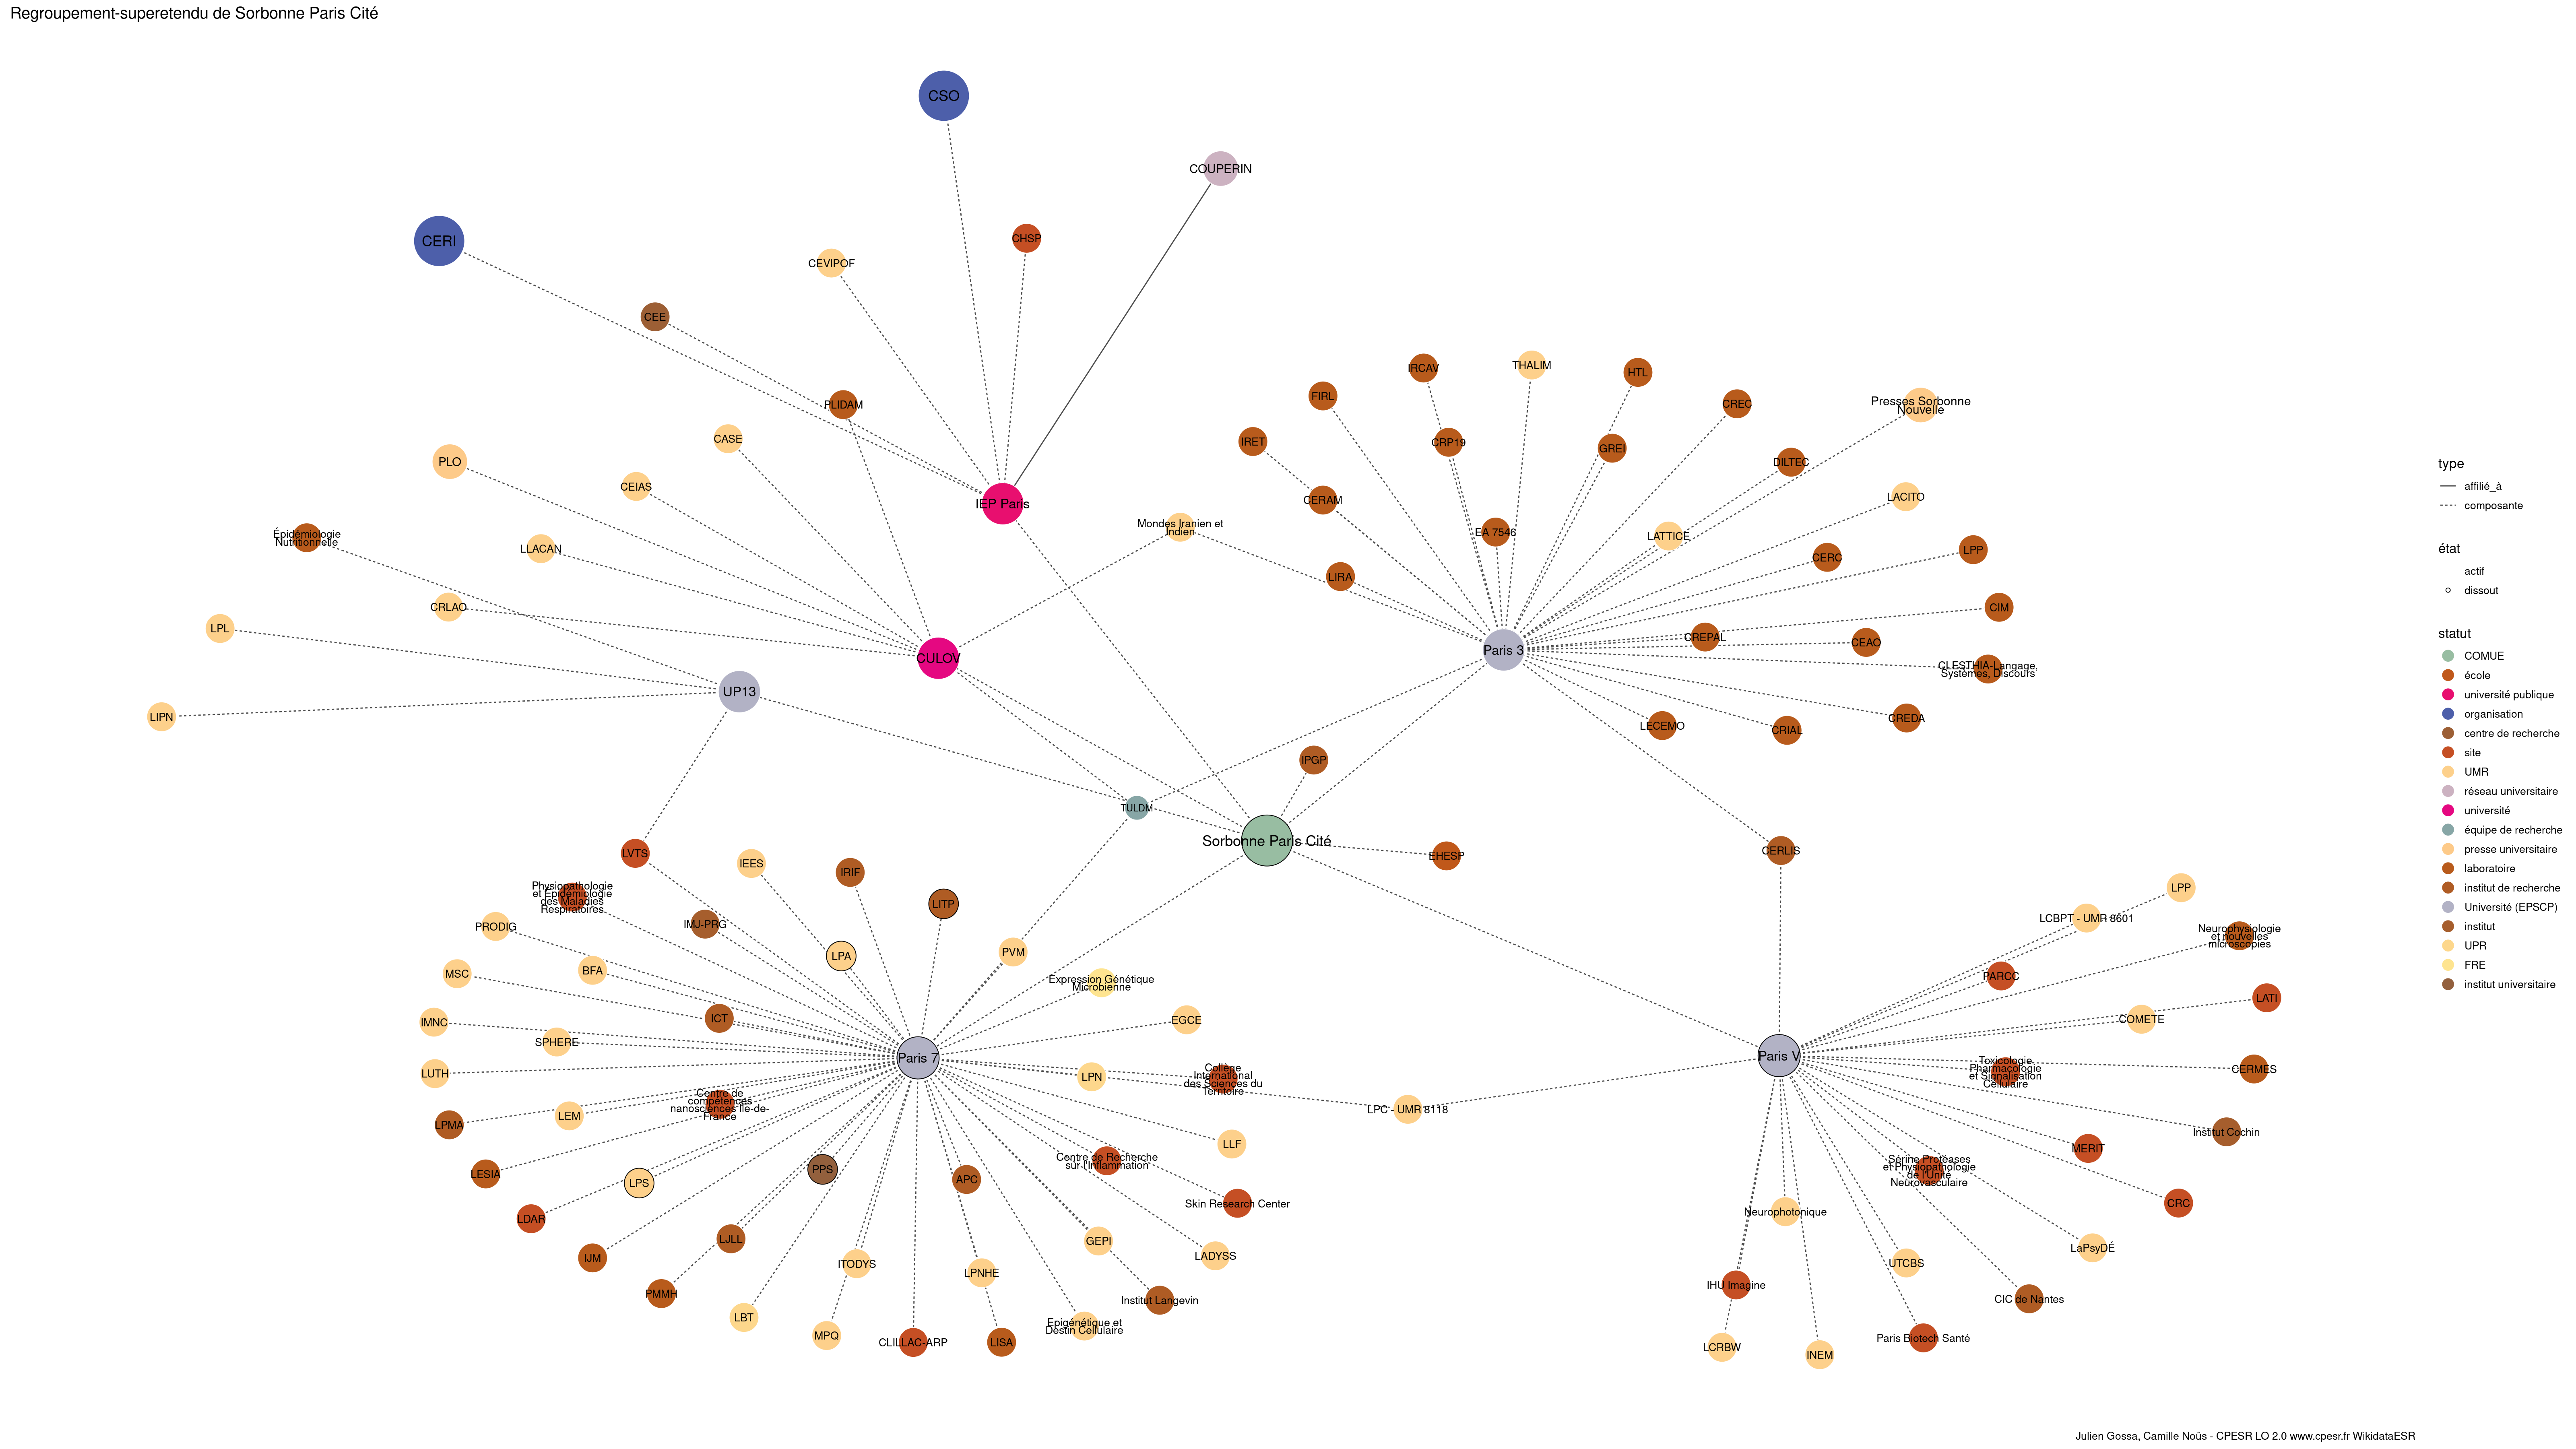 Regroupement-superetendu de Sorbonne Paris Cité
CSO
COUPERIN
CERI
CHSP
CEVIPOF
CEE
PLIDAM
CASE
PLO
CEIAS
IEP Paris
Épidémiologie
Nutritionnelle
LLACAN
Mondes Iranien et
Indien
CRLAO
LPL
CULOV
UP13
LIPN
IRCAV
THALIM
HTL
FIRL
CREC
Presses Sorbonne
Nouvelle
IRET
CRP19
GREI
DILTEC
CERAM
LACITO
EA 7546
LATTICE
LIRA
CERC
LPP
CIM
CREPAL
CEAO
Paris 3
CLESTHIA-Langage,
Systèmes, Discours
LECEMO
CRIAL
CREDA
IPGP
TULDM
Sorbonne Paris Cité
EHESP
CERLIS
LVTS
IEES
IRIF
Physiopathologie
et Epidémiologie
des Maladies
Respiratoires
LITP
PRODIG
IMJ-PRG
LPA
PVM
MSC
BFA
Expression Génétique
Microbienne
IMNC
ICT
EGCE
SPHERE
Paris 7
LUTH
LPN
Collège
International
des Sciences du
Territoire
Centre de
compétences
nanosciences Île-de-
France
LEM
LPMA
LPC - UMR 8118
LLF
LESIA
LPS
PPS
APC
Centre de Recherche
sur l'Inflammation
Skin Research Center
LDAR
IJM
LJLL
GEPI
LADYSS
ITODYS
LPNHE
PMMH
Institut Langevin
LBT
MPQ
CLILLAC-ARP
LISA
Epigénétique et
Destin Cellulaire
LPP
LCBPT - UMR 8601
Neurophysiologie
et nouvelles
microscopies
PARCC
LATI
COMETE
Paris V
Toxicologie,
Pharmacologie
et Signalisation
Cellulaire
CERMES
Institut Cochin
MERIT
Sérine Protéases
et Physiopathologie
de l'Unité
Neurovasculaire
CRC
Neurophotonique
LaPsyDÉ
UTCBS
IHU Imagine
CIC de Nantes
Paris Biotech Santé
LCRBW
INEM
type
affilié_à
composante
état
actif
dissout
statut
COMUE
école
université publique
organisation
centre de recherche
site
UMR
réseau universitaire
université
équipe de recherche
presse universitaire
laboratoire
institut de recherche
Université (EPSCP)
institut
UPR
FRE
institut universitaire
Julien Gossa, Camille Noûs - CPESR LO 2.0 www.cpesr.fr WikidataESR